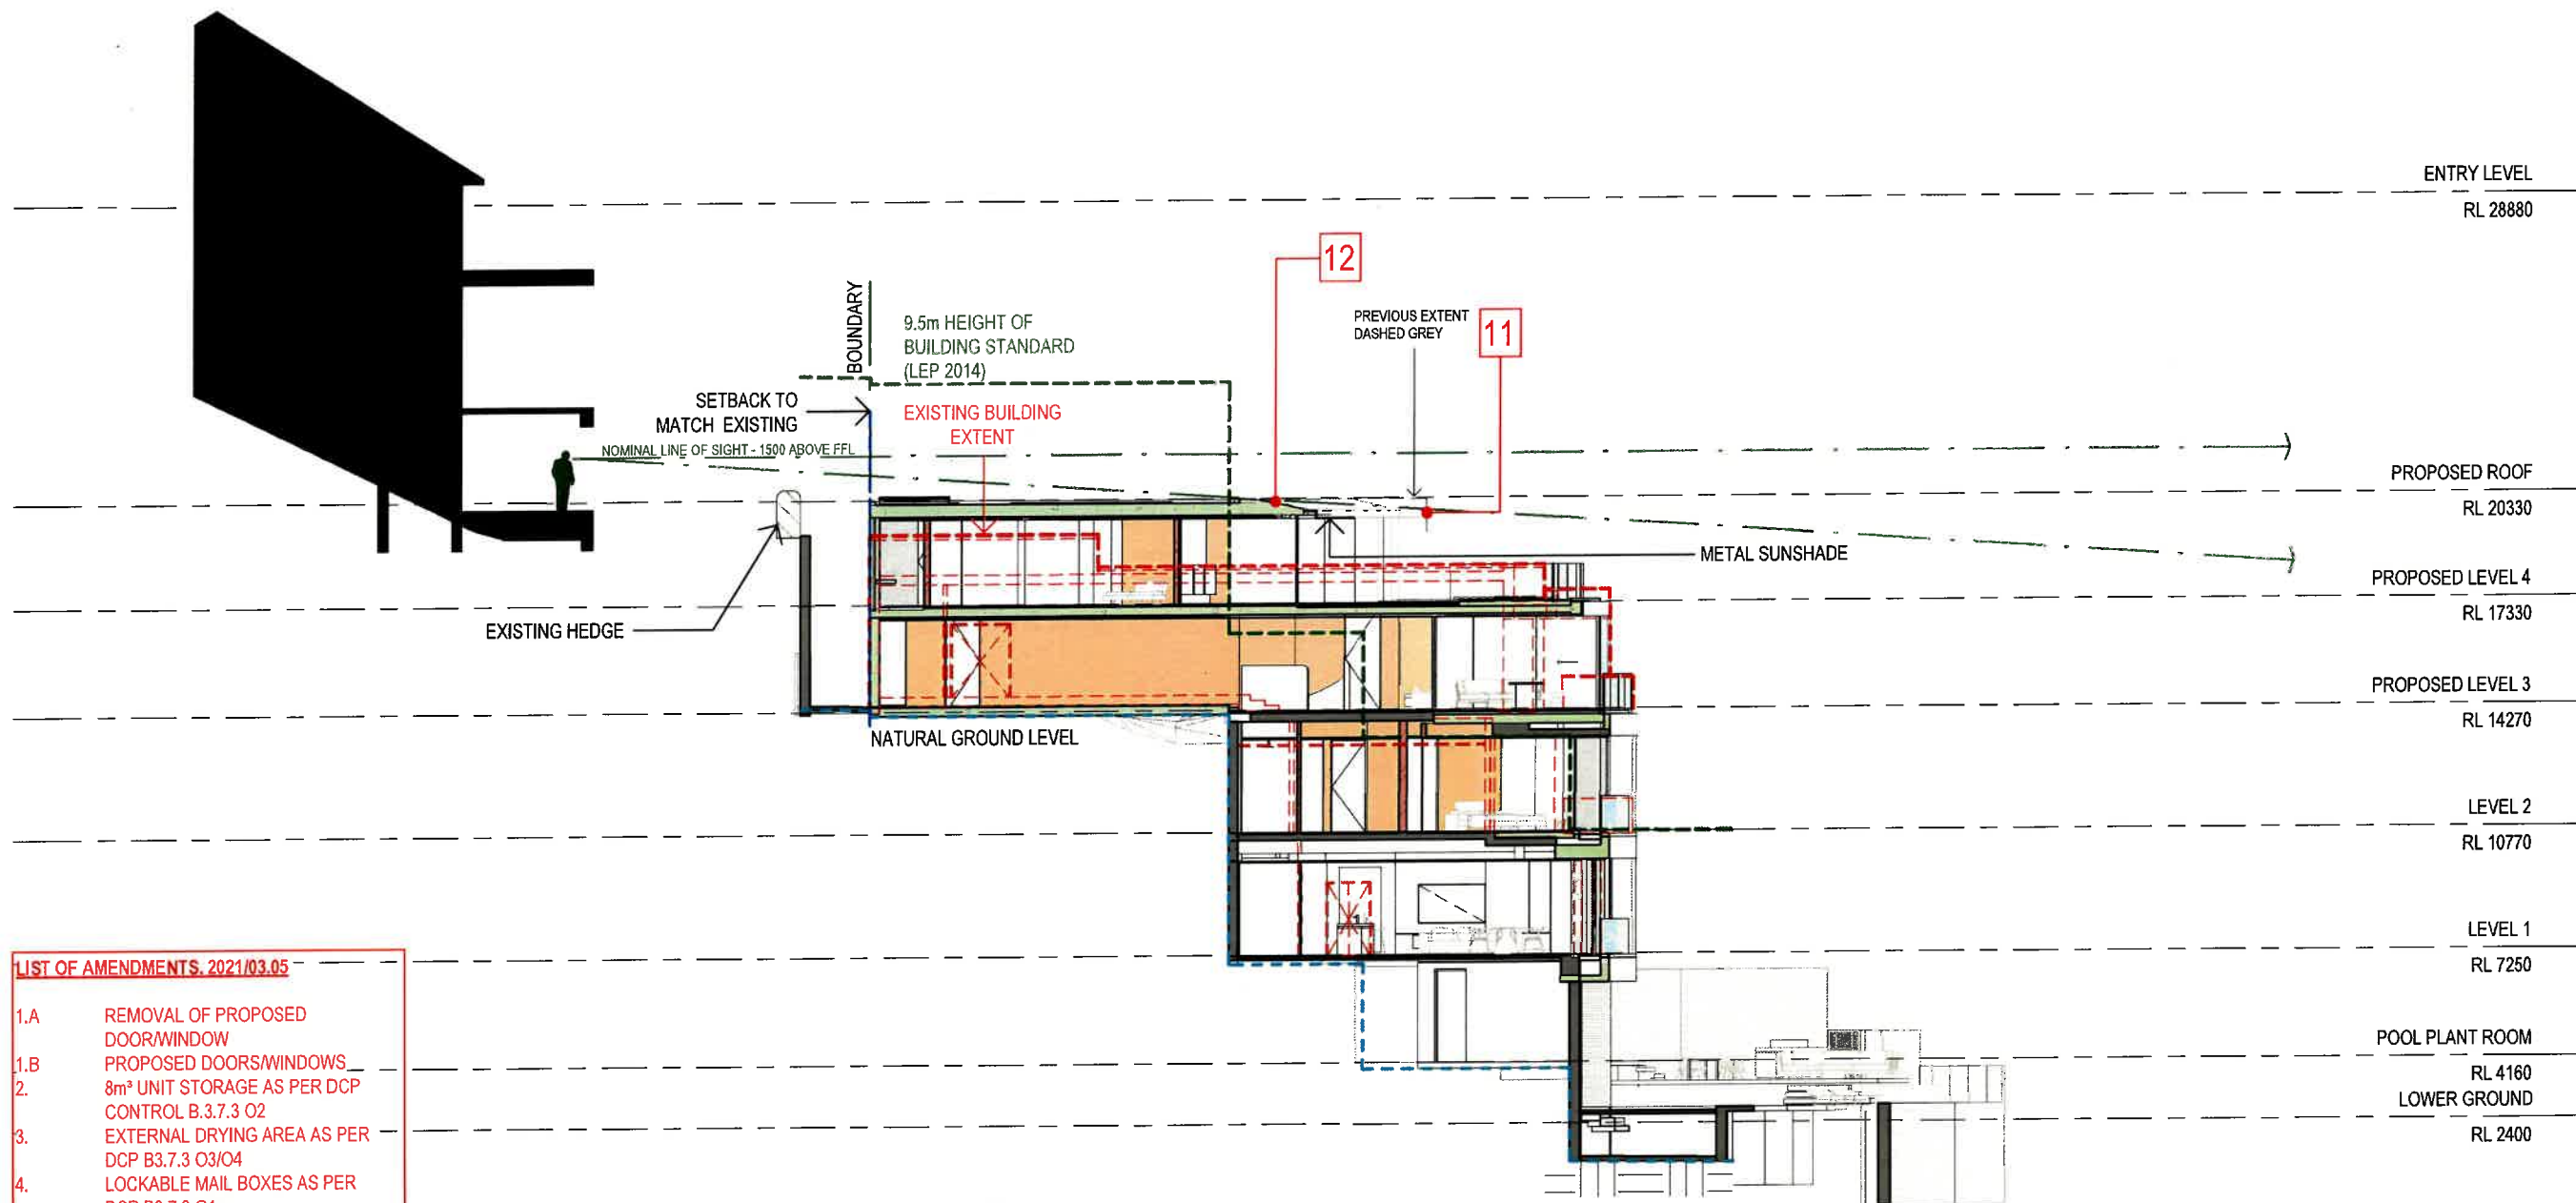 ENTRY LEVEL
RL 28880
12
BOUNDARY
9.5m HEIGHT OF
BUILDING STANDARD
(LEP 2014)
PREVIOUS EXTENT
DASHED GREY
11
SETBACK TO
MATCH EXISTING
EXISTING BUILDING
EXTENT
NOMINAL LINE OF SIGHT - 1500 ABOVE FFL
PROPOSED ROOF
RL 20330
METAL SUNSHADE
PROPOSED LEVEL 4
RL 17330
EXISTING HEDGE
PROPOSED LEVEL 3
RL 14270
NATURAL GROUND LEVEL
LEVEL 2
RL 10770
LEVEL 1
RL 7250
POOL PLANT ROOM
RL 4160
LOWER GROUND
RL 2400
LIST OF AMENDMENTS. 2021/03.05
1.A REMOVAL OF PROPOSED
DOOR/WINDOW
1.B PROPOSED DOORS/WINDOWS
2. 8m³ UNIT STORAGE AS PER DCP
CONTROL B.3.7.3 O2
3. EXTERNAL DRYING AREA AS PER
DCP B3.7.3 O3/O4
4. LOCKABLE MAIL BOXES AS PER